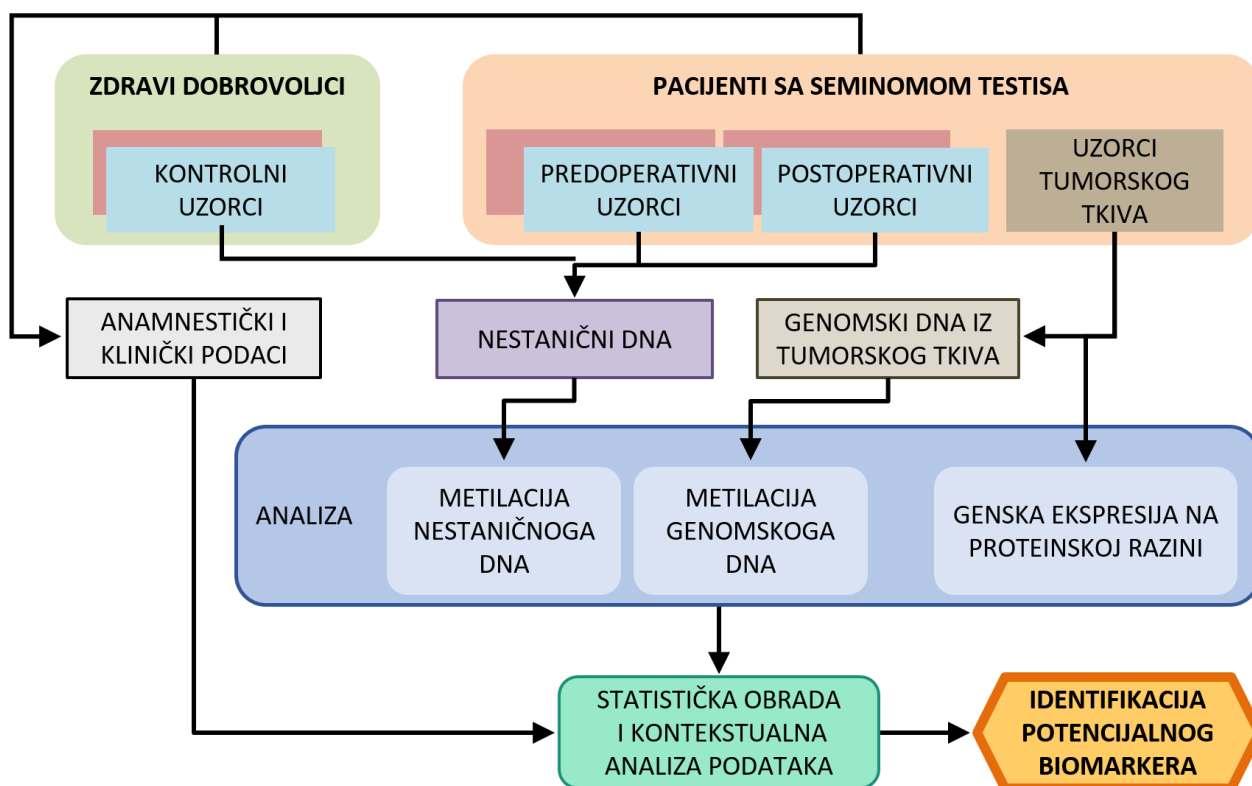 ZDRAVI DOBROVOLJCI
PACIJENTI SA SEMINOMOM TESTISA
KONTROLNI
UZORCI
PREDOPERATIVNI
UZORCI
POSTOPERATIVNI
UZORCI
UZORCI
TUMORSKOG
TKIVA
ANAMNESTIČKI I
KLINIČKI PODACI
NESTANIČNI DNA
GENOMSKI DNA IZ
TUMORSKOG TKIVA
ANALIZA
METILACIJA
NESTANIČNOGA
DNA
METILACIJA
GENOMSKOGA
DNA
GENSKA EKSPRESIJA NA
PROTEINSKOJ RAZINI
STATISTIČKA OBRADA
I KONTEKSTUALNA
ANALIZA PODATAKA
IDENTIFIKACIJA
POTENCIJALNOG
BIOMARKERA